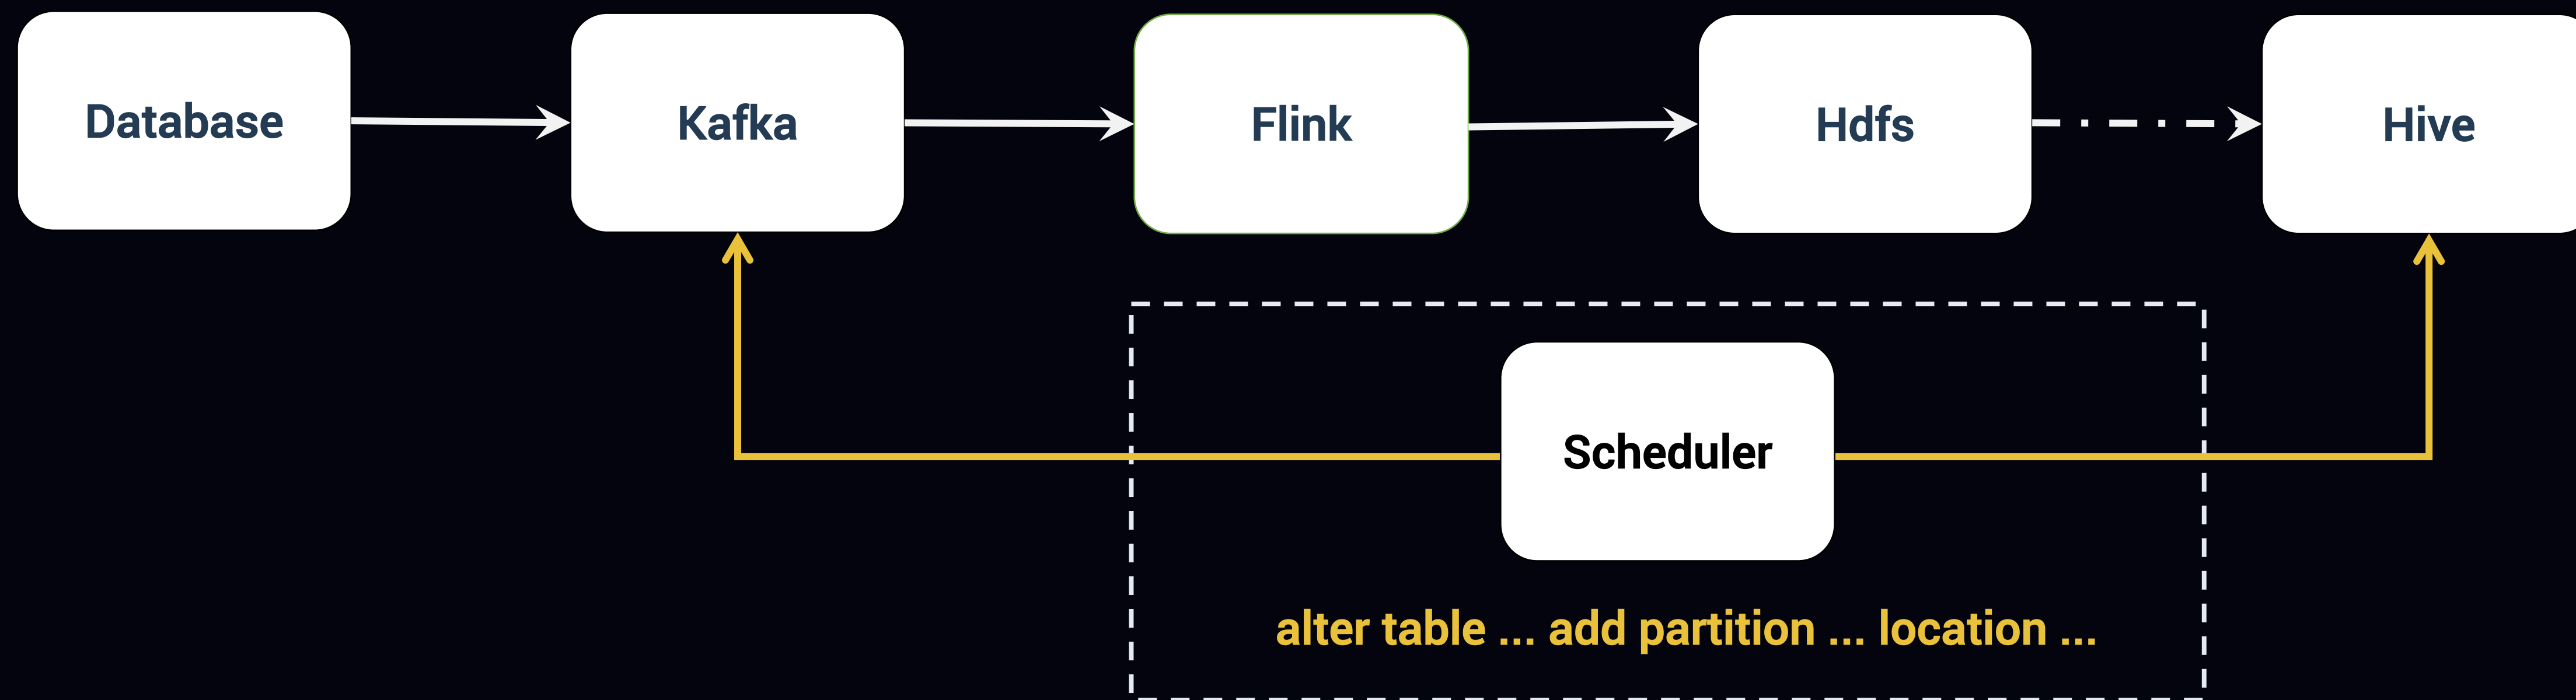 Database
Kafka
Flink
Hdfs
Hive
Scheduler
alter table ... add partition ... location ...